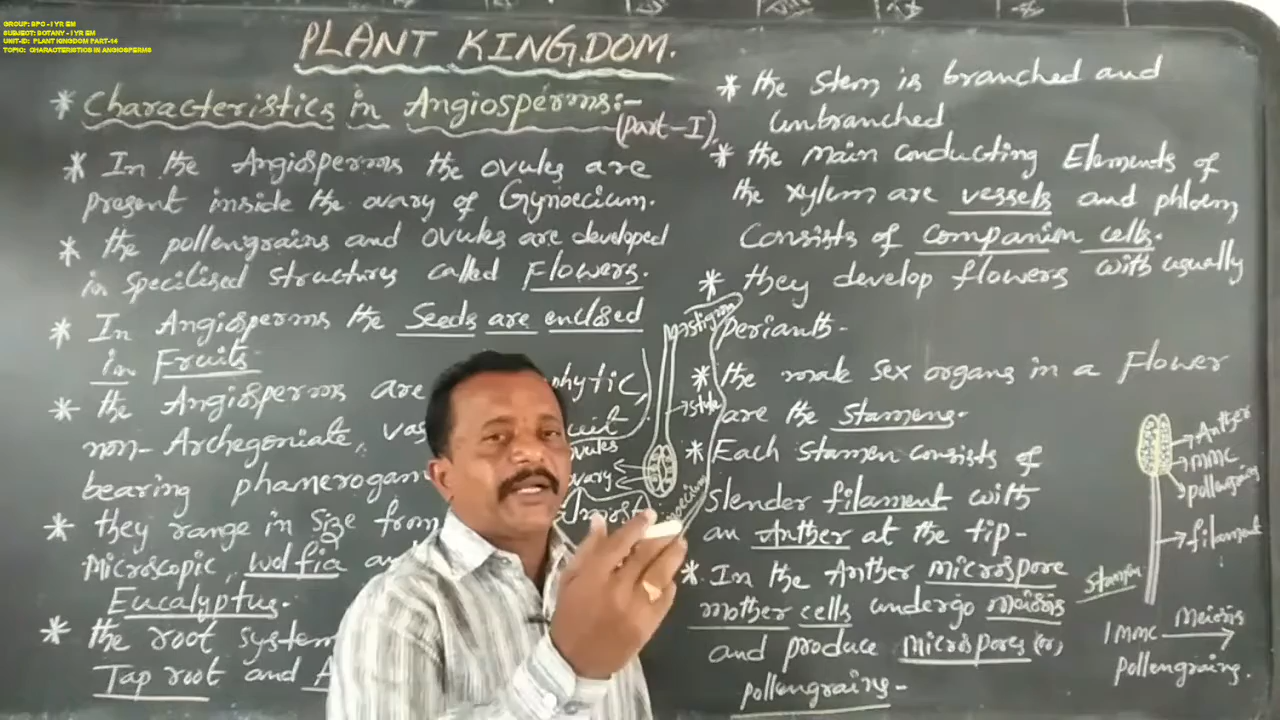 GROUP: BPC - I YR EM
SUBJECT: BOTANY - I YR EM
UNIT-ID: PLANT KINGDOM PART-14
TOPIC: CHARACTERISTICS IN ANGIOSPERMS
PLANT KINGDOM.
* Characteristics in Angiosperms:-
(Part-I)
* In the Angiosperms the ovules are
present inside the ovary of Gynoecium.
* the pollengrains and ovules are developed
in specilised structures called Flowers.
* In Angiosperms the Seeds are enclosed
in Fruits.
* the Angiosperms are
non-Archegoniate,
bearing phanerogam
* they range in size from
Microscopic, wolfia
Eucalyptus.
* the root system
Tap root and
stigma
style
* the stem is branched and
unbranched
* the main conducting Elements of
the xylem are vessels and phloem
Consists of companion cells.
* they develop flowers with usually
perianth.
* the male sex organs in a Flower
are the stamens.
* Each stamen consists of
slender filament with
an Anther at the tip-
* In the Anther microspore
mother cells undergo meiosis
and produce microspores (or)
pollengrains-
Anther
MMC
pollengrains
filament
stamen
1 MMC Meiosis
pollengrains.